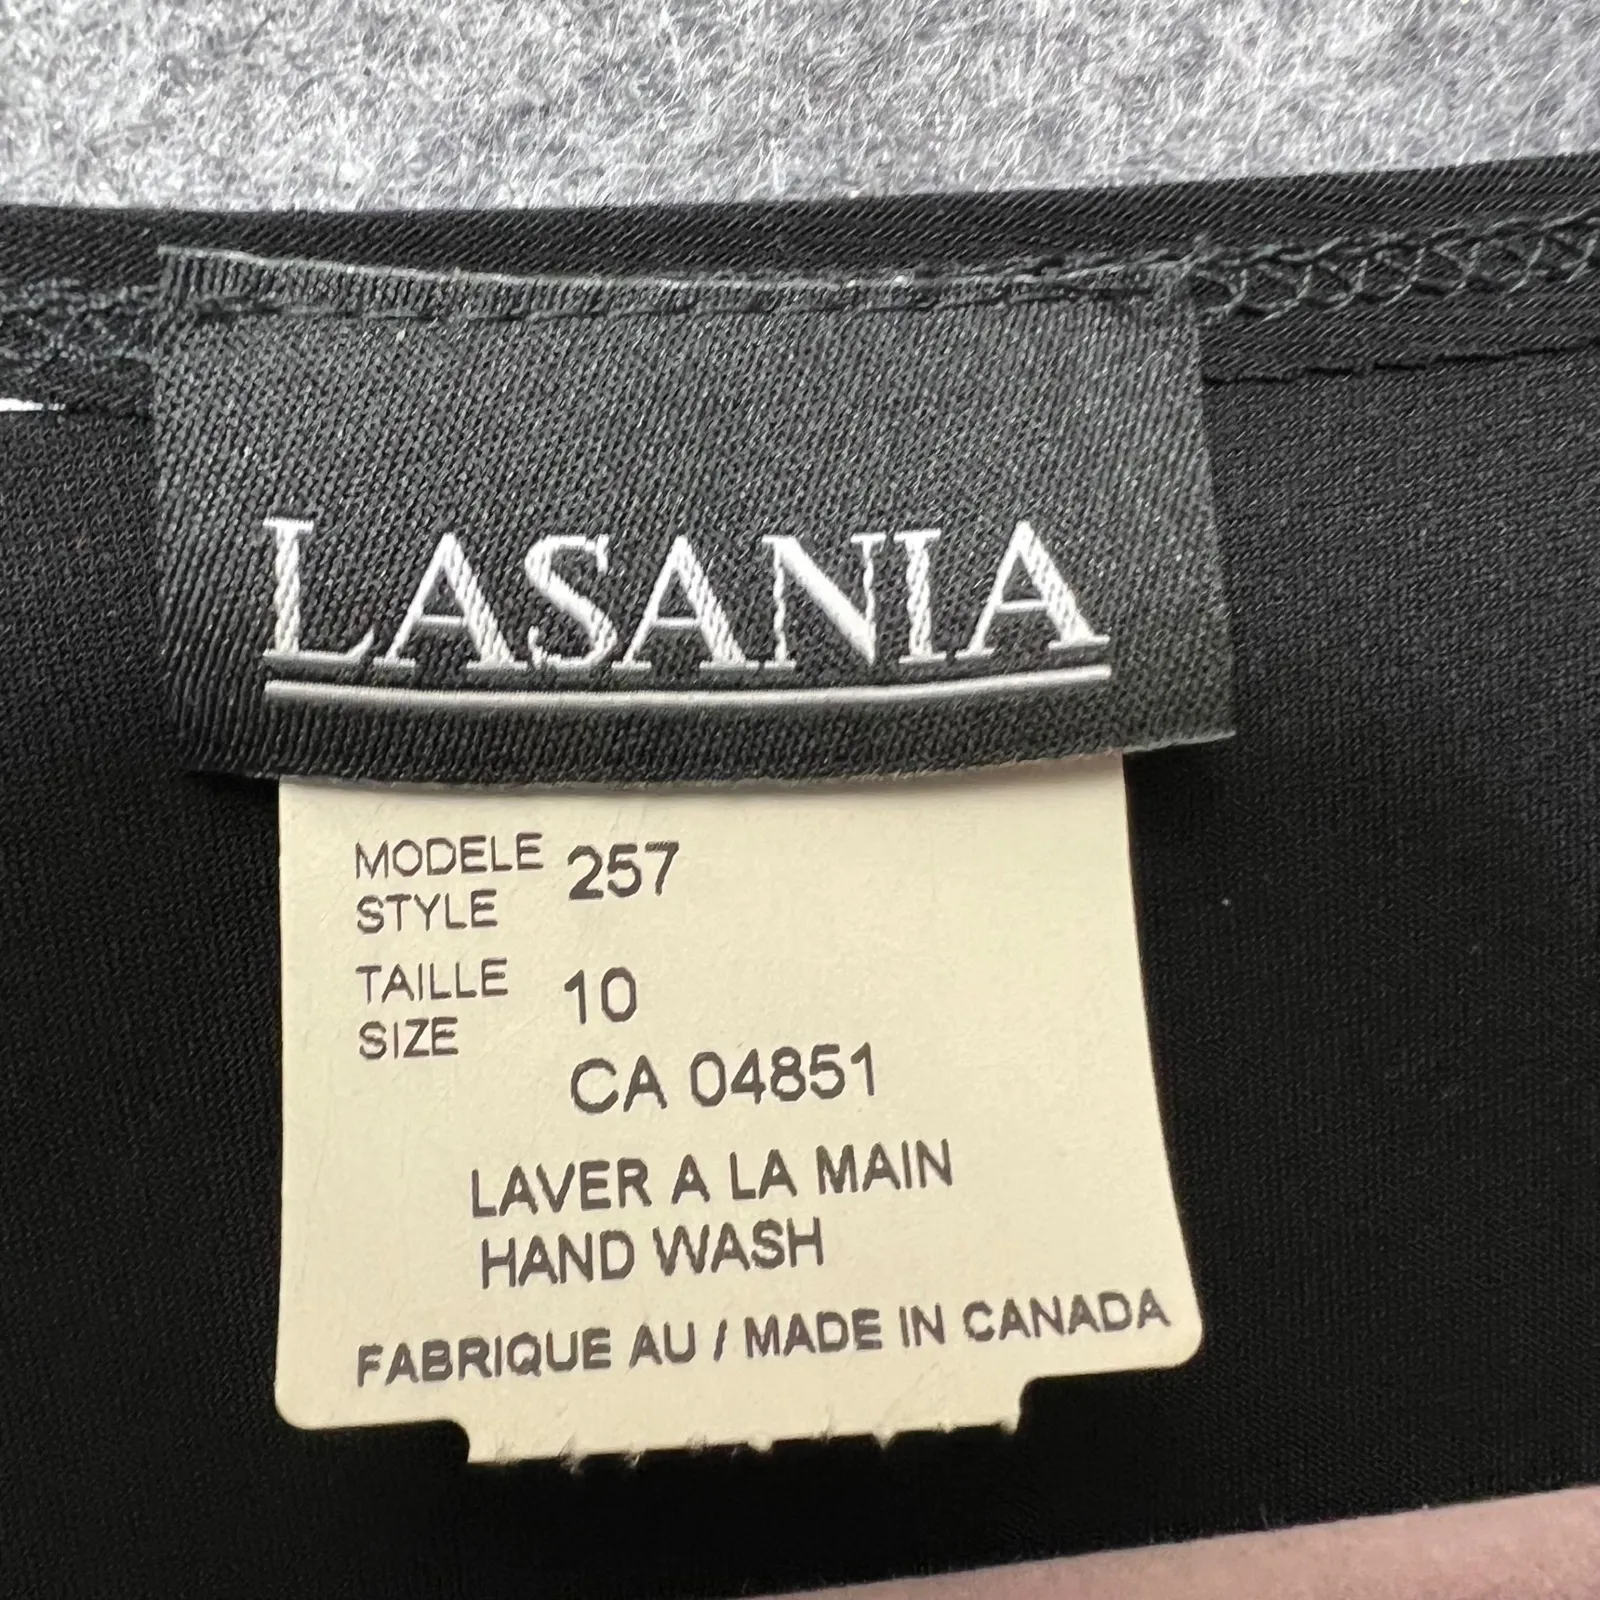 LASANIA
MODELE 257
STYLE
TAILLE 10
SIZE
CA 04851
LAVER A LA MAIN
HAND WASH
FABRIQUE AU / MADE IN CANADA